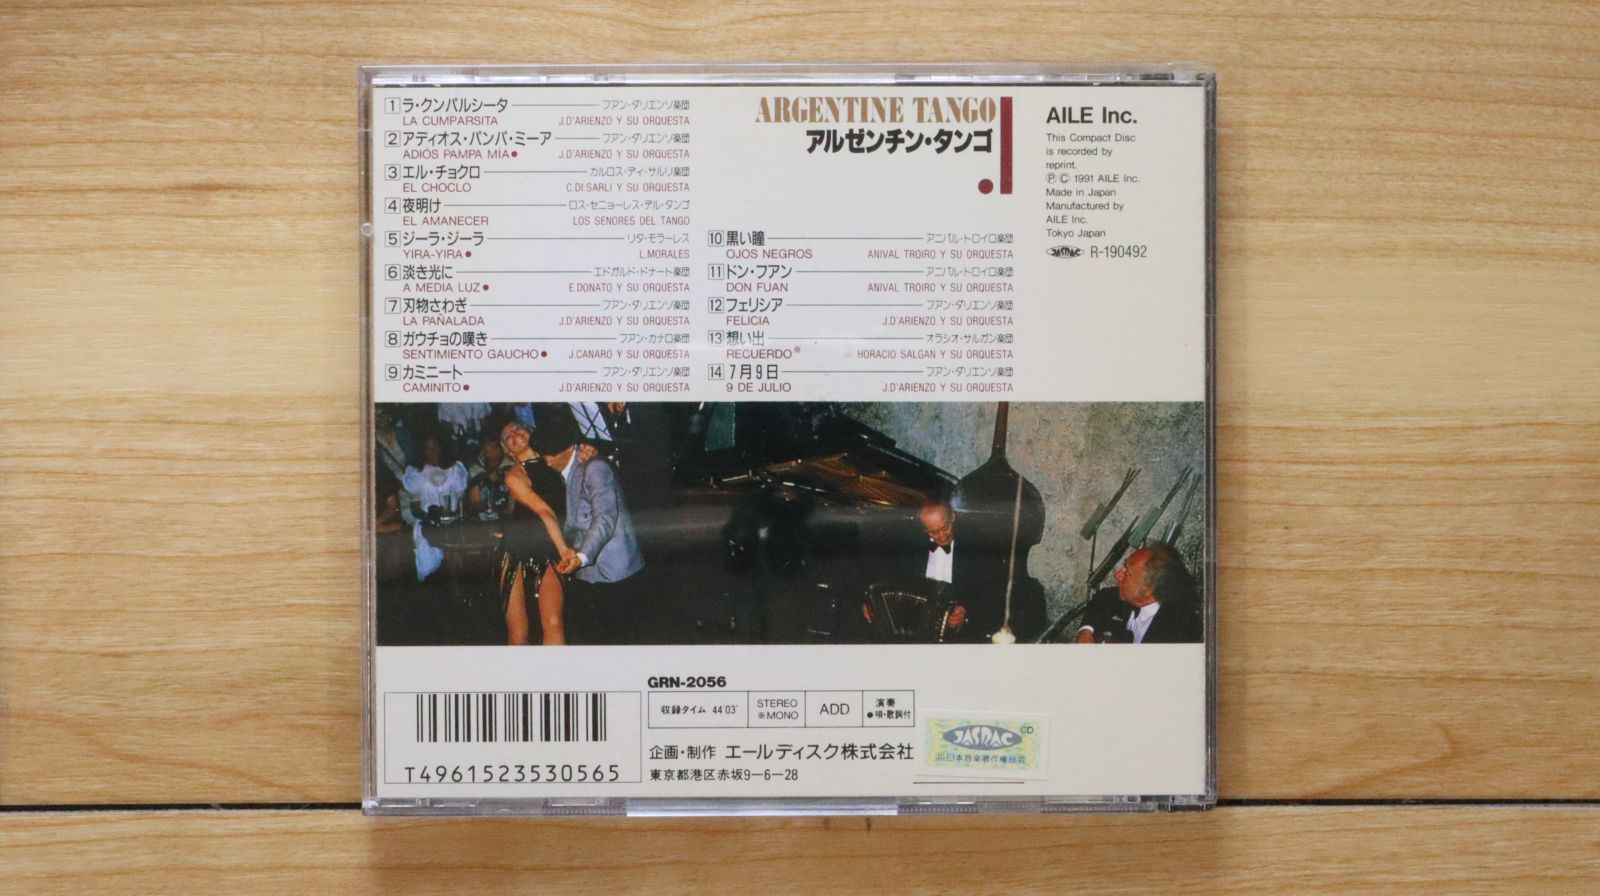 1 ラ・クンパルシータ フアン・ダリエンソ楽団
LA CUMPARSITA J.D'ARIENZO Y SU ORQUESTA
2 アディオス・パンパ・ミーア フアン・ダリエンソ楽団
ADIÓS PAMPA MÍA● J.D'ARIENZO Y SU ORQUESTA
3 エル・チョクロ カルロス・ディ・サルリ楽団
EL CHOCLO C.DI.SARLI Y SU ORQUESTA
4 夜明け ロス・セニョーレス・デル・タンゴ
EL AMANECER LOS SENORES DEL TANGO
5 ジーラ・ジーラ リタ・モラーレス
YIRA-YIRA● L.MORALES
6 淡き光に エドガルド・ドナート楽団
A MEDIA LUZ● E.DONATO Y SU ORQUESTA
7 刃物さわぎ フアン・ダリエンソ楽団
LA PAÑALADA J.D'ARIENZO Y SU ORQUESTA
8 ガウチョの嘆き フアン・カナロ楽団
SENTIMIENTO GAUCHO● J.CANARO Y SU ORQUESTA
9 カミニート フアン・ダリエンソ楽団
CAMINITO● J.D'ARIENZO Y SU ORQUESTA
ARGENTINE TANGO
アルゼンチン・タンゴ
10 黒い瞳 アニバル・トロイロ楽団
OJOS NEGROS ANIVAL TROIRO Y SU ORQUESTA
11 ドン・フアン アニバル・トロイロ楽団
DON FUAN ANIVAL TROIRO Y SU ORQUESTA
12 フェリシア フアン・ダリエンソ楽団
FELICIA J.D'ARIENZO Y SU ORQUESTA
13 想い出 オラシオ・サルガン楽団
RECUERDO※ HORACIO SALGAN Y SU ORQUESTA
14 7月9日 フアン・ダリエンソ楽団
9 DE JULIO J.D'ARIENZO Y SU ORQUESTA
AILE Inc.
This Compact Disc
is recorded by
reprint.
Ⓟ Ⓒ 1991 AILE Inc.
Made in Japan
Manufactured by
AILE Inc.
Tokyo Japan
JASRAC R-190492
GRN-2056
収録タイム 44'03"
STEREO
※MONO
ADD
演奏
●唄・歌詞付
企画・制作 エールディスク株式会社
東京都港区赤坂9-6-28
T4961523530565
JASRAC CD
(社)日本音楽著作権協会